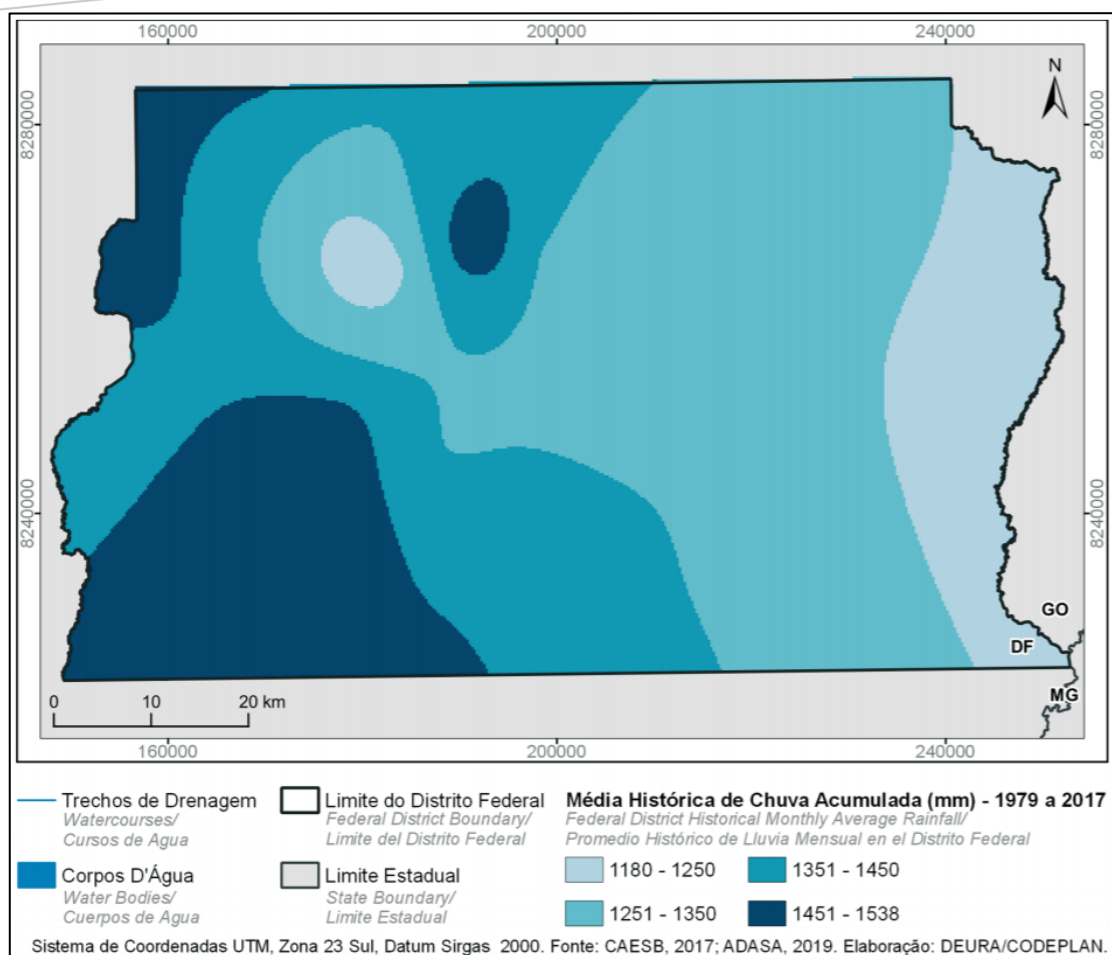 160000 200000 240000
N
8280000 8280000
8240000 8240000
GO
DF
MG
0 10 20 km
160000 200000 240000
Trechos de Drenagem
Watercourses/
Cursos de Agua
Corpos D'Água
Water Bodies/
Cuerpos de Agua
Limite do Distrito Federal
Federal District Boundary/
Limite del Distrito Federal
Limite Estadual
State Boundary/
Limite Estadual
Média Histórica de Chuva Acumulada (mm) - 1979 a 2017
Federal District Historical Monthly Average Rainfall/
Promedio Histórico de Lluvia Mensual en el Distrito Federal
1180 - 1250
1251 - 1350
1351 - 1450
1451 - 1538
Sistema de Coordenadas UTM, Zona 23 Sul, Datum Sirgas 2000. Fonte: CAESB, 2017; ADASA, 2019. Elaboração: DEURA/CODEPLAN.